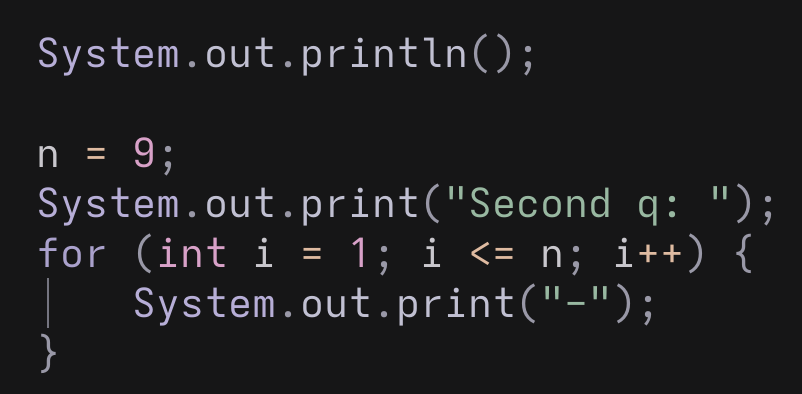 System.out.println();
n = 9;
System.out.print("Second q: ");
for (int i = 1; i <= n; i++) {
    System.out.print("-");
}